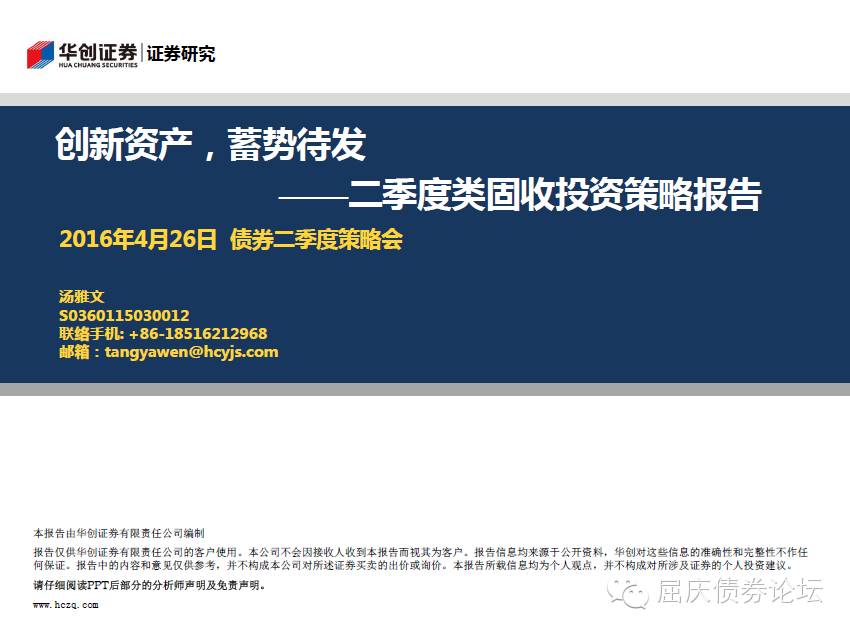 华创证券 证券研究
HUA CHUANG SECURITIES
创新资产，蓄势待发
——二季度类固收投资策略报告
2016年4月26日 债券二季度策略会
汤雅文
S0360115030012
联络手机: +86-18516212968
邮箱：tangyawen@hcyjs.com
本报告由华创证券有限责任公司编制
报告仅供华创证券有限责任公司的客户使用。本公司不会因接收人收到本报告而视其为客户。报告信息均来源于公开资料，华创对这些信息的准确性和完整性不作任
何保证。报告中的内容和意见仅供参考，并不构成本公司对所述证券买卖的出价或询价。本报告所载信息均为个人观点，并不构成对所涉及证券的个人投资建议。
请仔细阅读PPT后部分的分析师声明及免责声明。
www.hczq.com
屈庆债券论坛